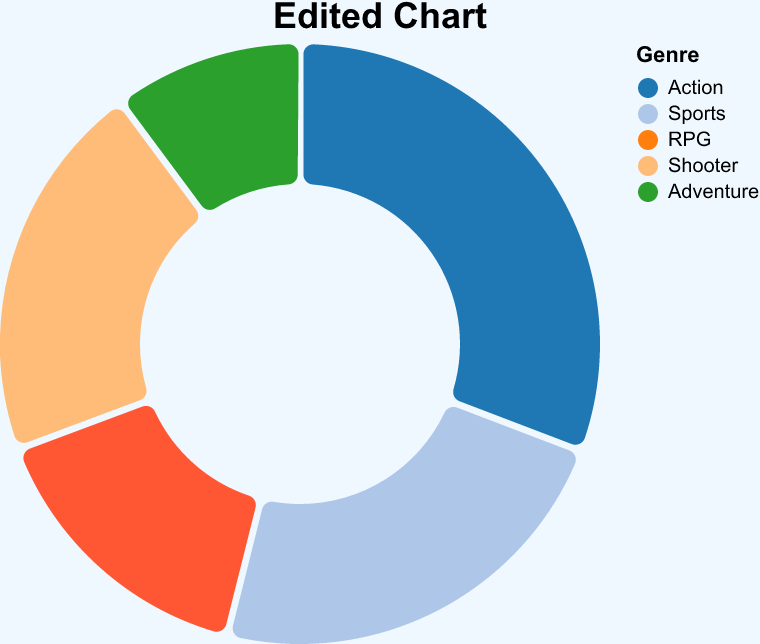 Edited Chart
Genre
Action
Sports
RPG
Shooter
Adventure